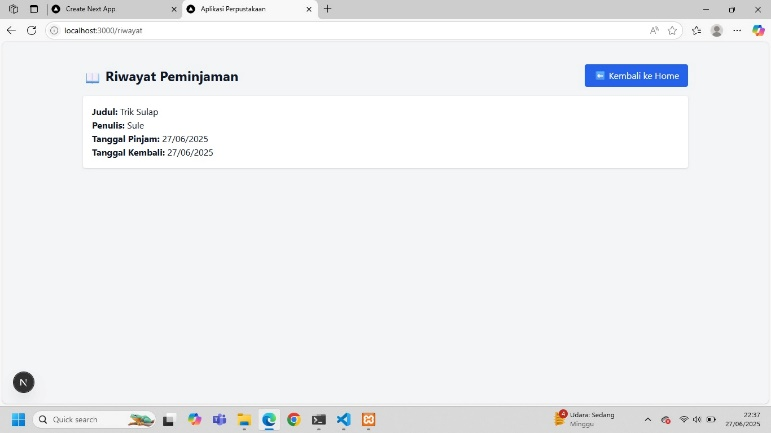 Create Next App
Aplikasi Perpustakaan
localhost:3000/riwayat
Riwayat Peminjaman
Kembali ke Home
Judul: Trik Sulap
Penulis: Sule
Tanggal Pinjam: 27/06/2025
Tanggal Kembali: 27/06/2025
N
Quick search
4
Udara: Sedang
Minggu
22:37
27/06/2025